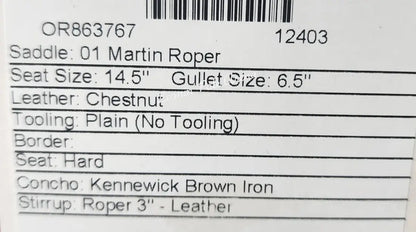 OR863767 12403
Saddle: 01 Martin Roper
Seat Size: 14.5" Gullet Size: 6.5"
Leather: Chestnut
Tooling: Plain (No Tooling)
Border:
Seat: Hard
Concho: Kennewick Brown Iron
Stirrup: Roper 3" - Leather